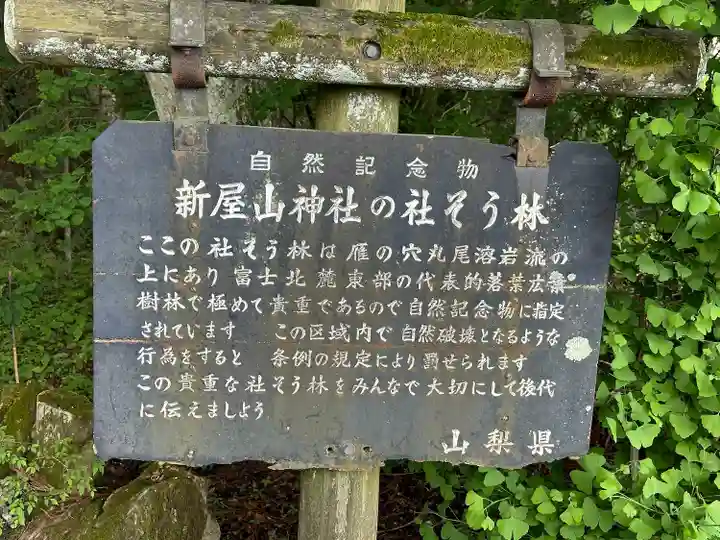 自然記念物
新屋山神社の社そう林
ここの社そう林は雁の穴丸尾溶岩流の
上にあり富士北麓東部の代表的落葉広葉
樹林で極めて貴重であるので自然記念物に指定
されています　この区域内で自然破壊となるような
行為をすると　条例の規定により罰せられます
この貴重な社そう林をみんなで大切にして後代
に伝えましよう
山梨県